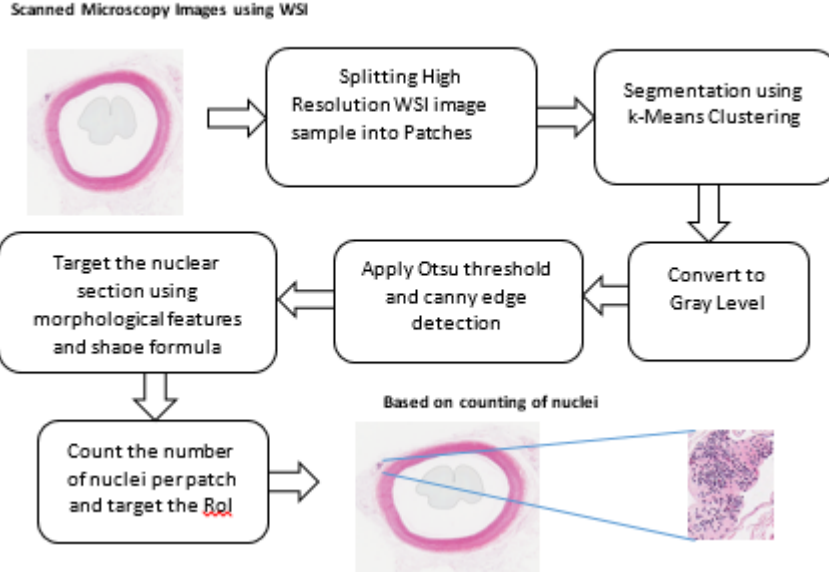 Scanned Microscopy Images using WSI
Splitting High
Resolution WSI image
sample into Patches
Segmentation using
k-Means Clustering
Convert to
Gray Level
Apply Otsu threshold
and canny edge
detection
Target the nuclear
section using
morphological features
and shape formula
Count the number
of nuclei per patch
and target the RoI
Based on counting of nuclei